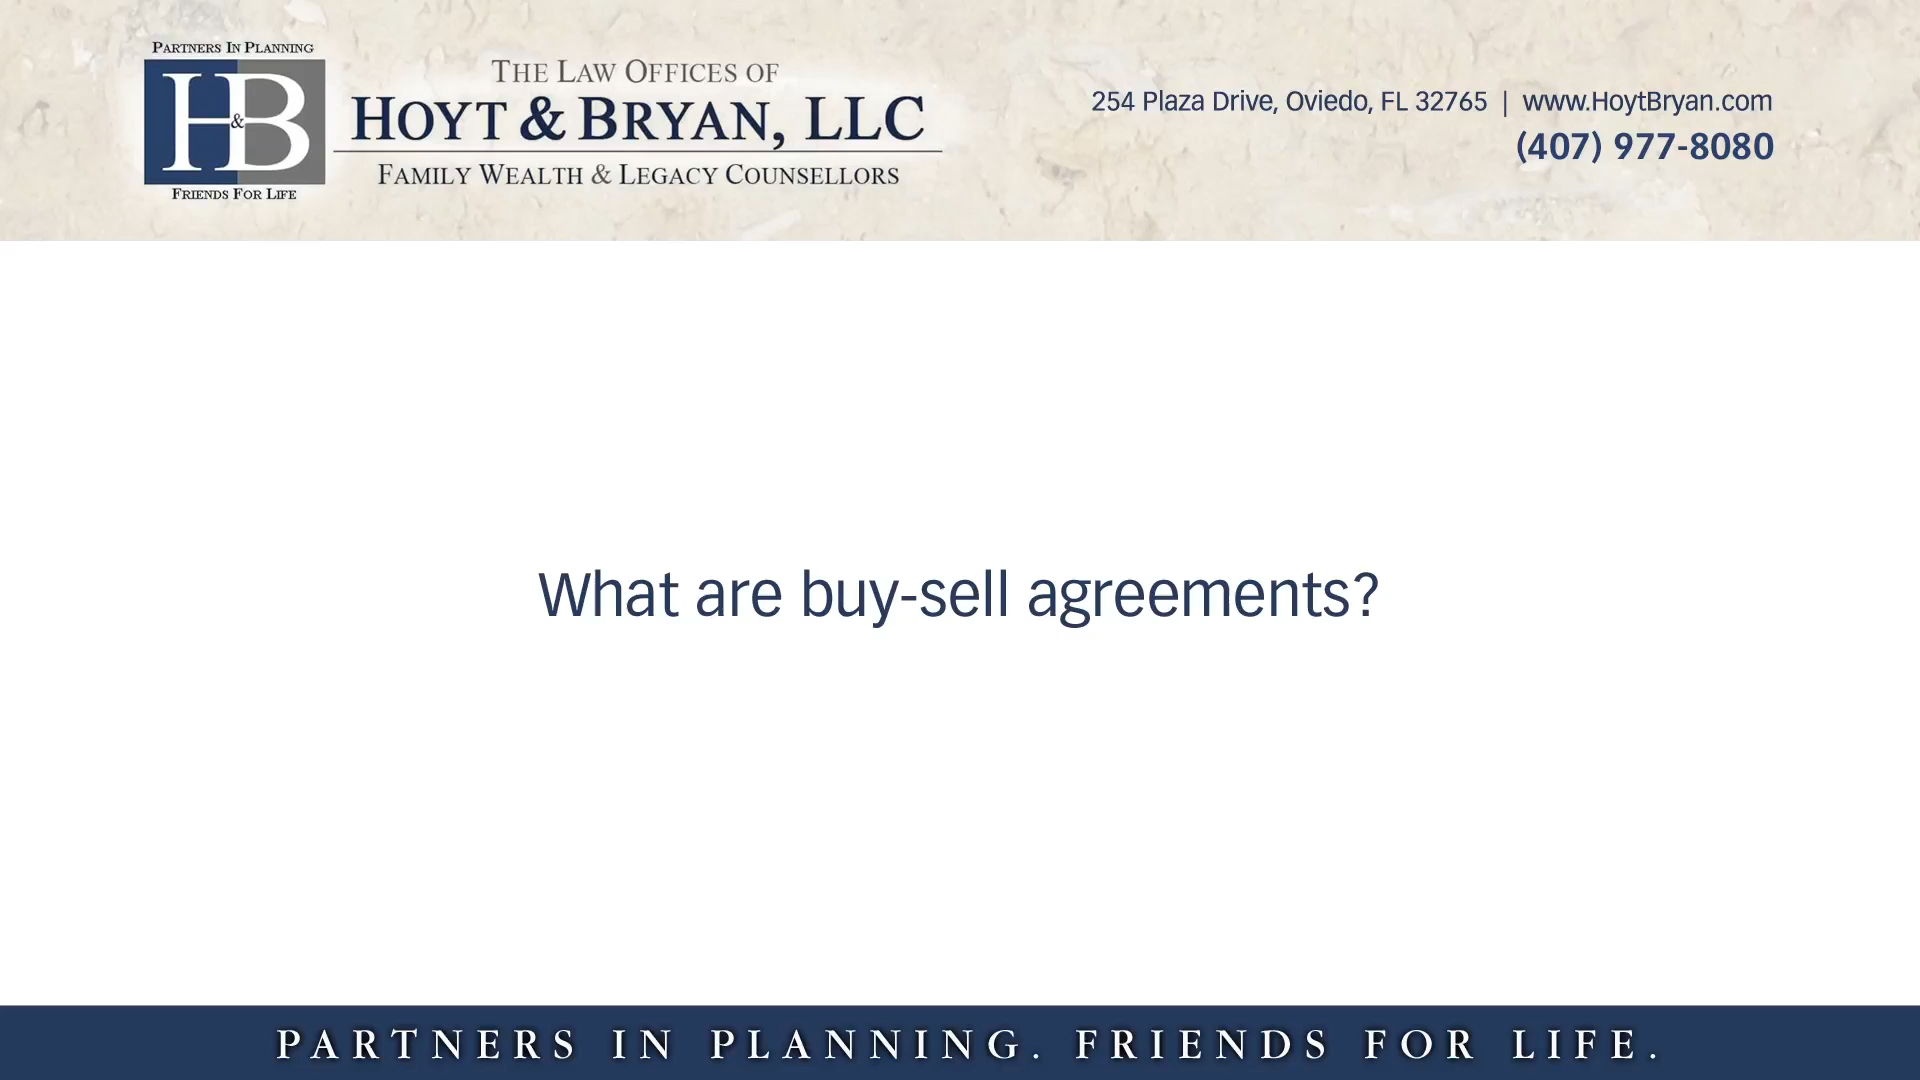 PARTNERS IN PLANNING
H&B
FRIENDS FOR LIFE
THE LAW OFFICES OF
HOYT & BRYAN, LLC
FAMILY WEALTH & LEGACY COUNSELLORS
254 Plaza Drive, Oviedo, FL 32765 | www.HoytBryan.com
(407) 977-8080
What are buy-sell agreements?
PARTNERS IN PLANNING. FRIENDS FOR LIFE.